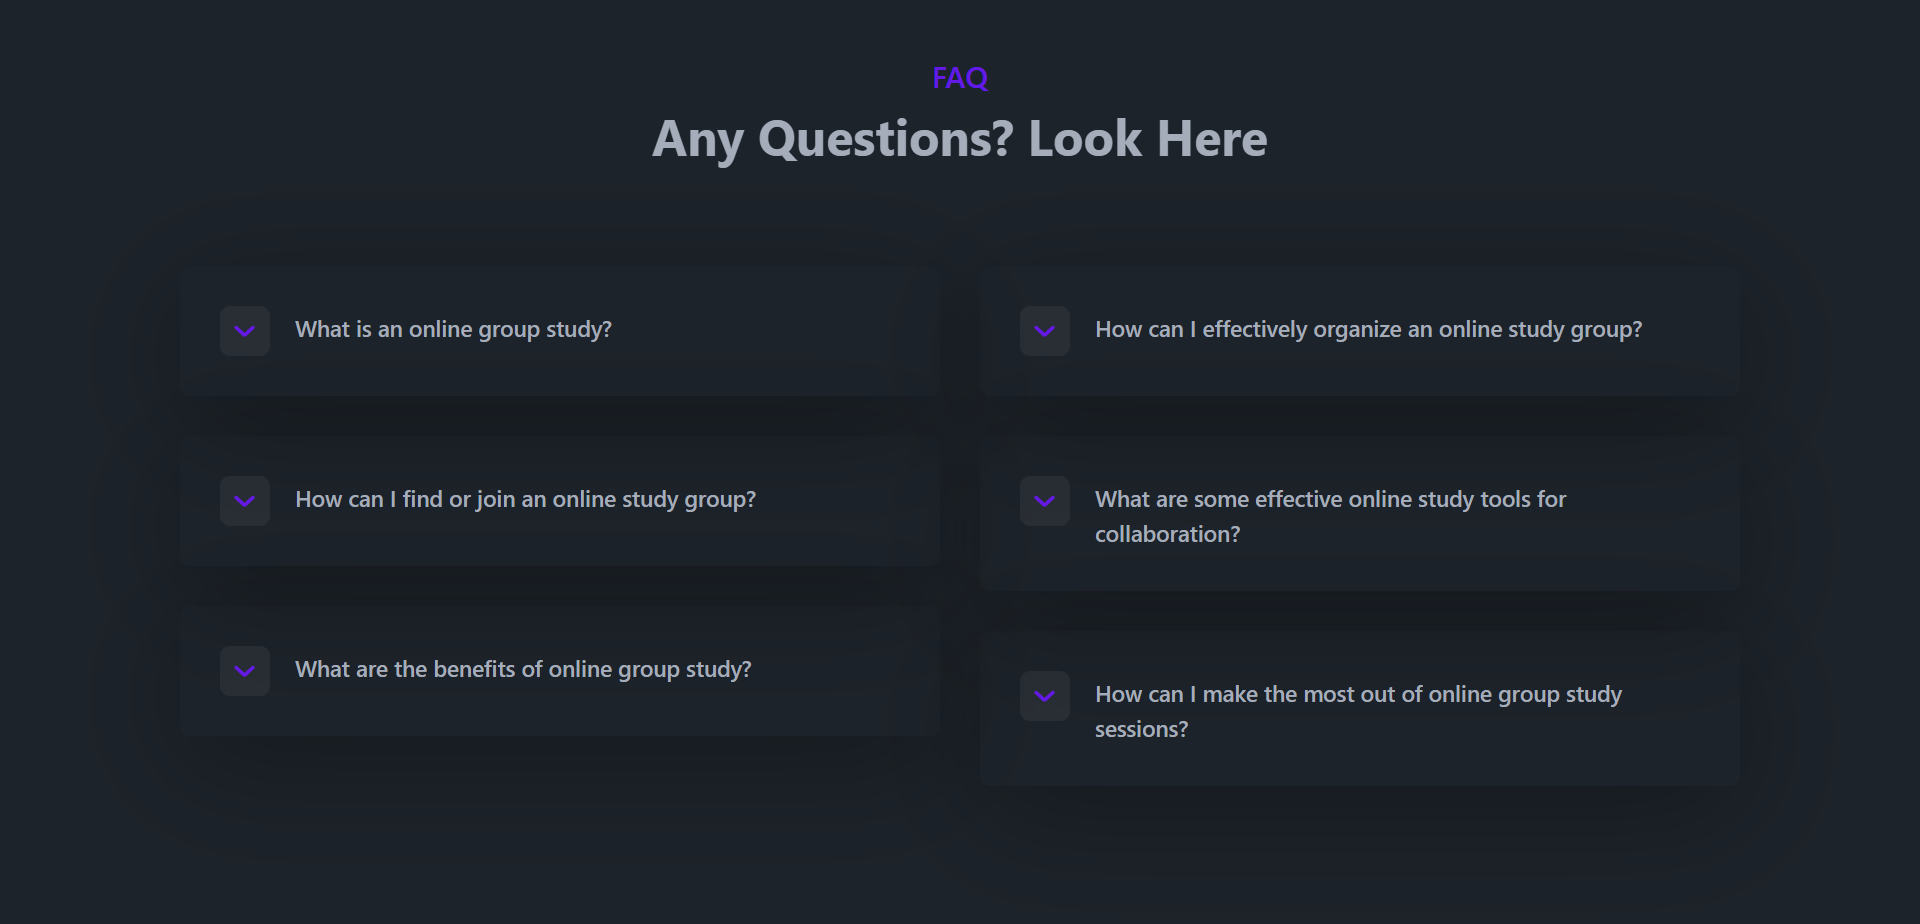 FAQ
Any Questions? Look Here
What is an online group study?
How can I find or join an online study group?
What are the benefits of online group study?
How can I effectively organize an online study group?
What are some effective online study tools for
collaboration?
How can I make the most out of online group study
sessions?